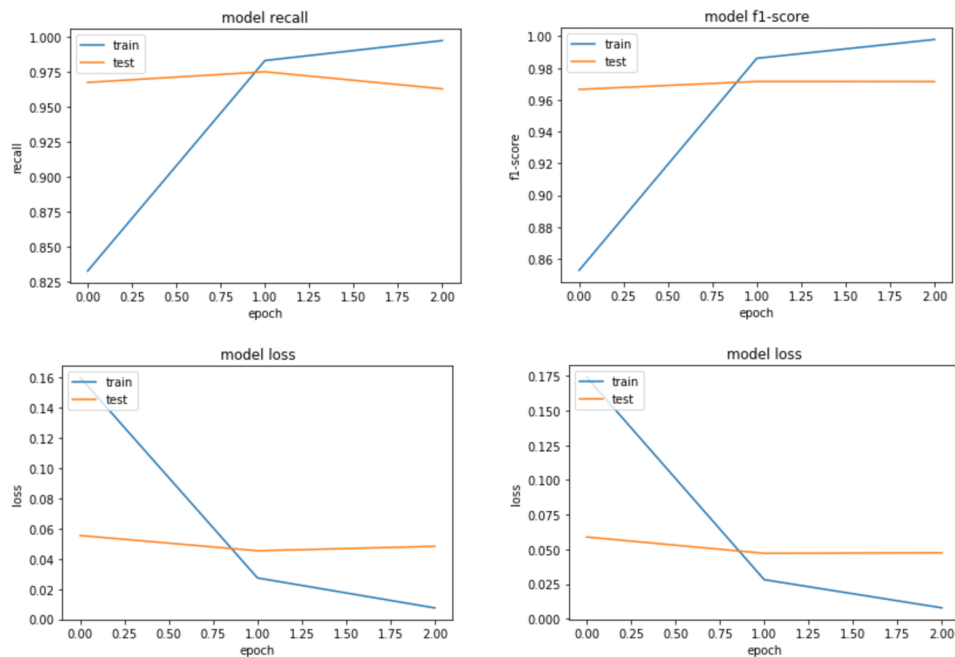 model recall
train
test
1.000
0.975
0.950
0.925
0.900
0.875
0.850
0.825
recall
0.00 0.25 0.50 0.75 1.00 1.25 1.50 1.75 2.00
epoch
model f1-score
train
test
1.00
0.98
0.96
0.94
0.92
0.90
0.88
0.86
f1-score
0.00 0.25 0.50 0.75 1.00 1.25 1.50 1.75 2.00
epoch
model loss
train
test
0.16
0.14
0.12
0.10
0.08
0.06
0.04
0.02
0.00
loss
0.00 0.25 0.50 0.75 1.00 1.25 1.50 1.75 2.00
epoch
model loss
train
test
0.175
0.150
0.125
0.100
0.075
0.050
0.025
0.000
loss
0.00 0.25 0.50 0.75 1.00 1.25 1.50 1.75 2.00
epoch